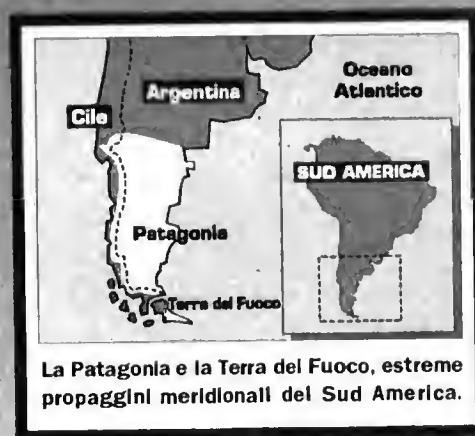 Oceano
Atlantico
Argentina
Cile
SUD AMERICA
Patagonia
Terra del Fuoco
La Patagonia e la Terra del Fuoco, estreme
propaggini meridionali del Sud America.